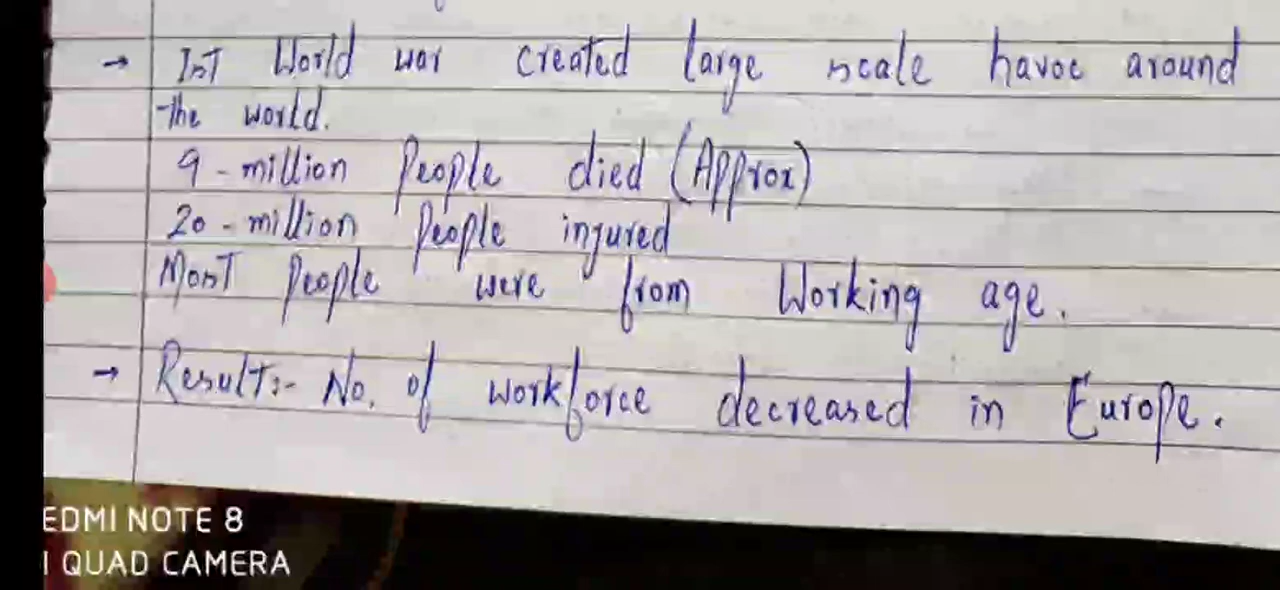 → Ist World war created large scale havoc around
the world.
9 - million People died (Approx)
20 - million People injured
Most People were from Working age.
→ Result:- No. of workforce decreased in Europe.
EDMI NOTE 8
I QUAD CAMERA